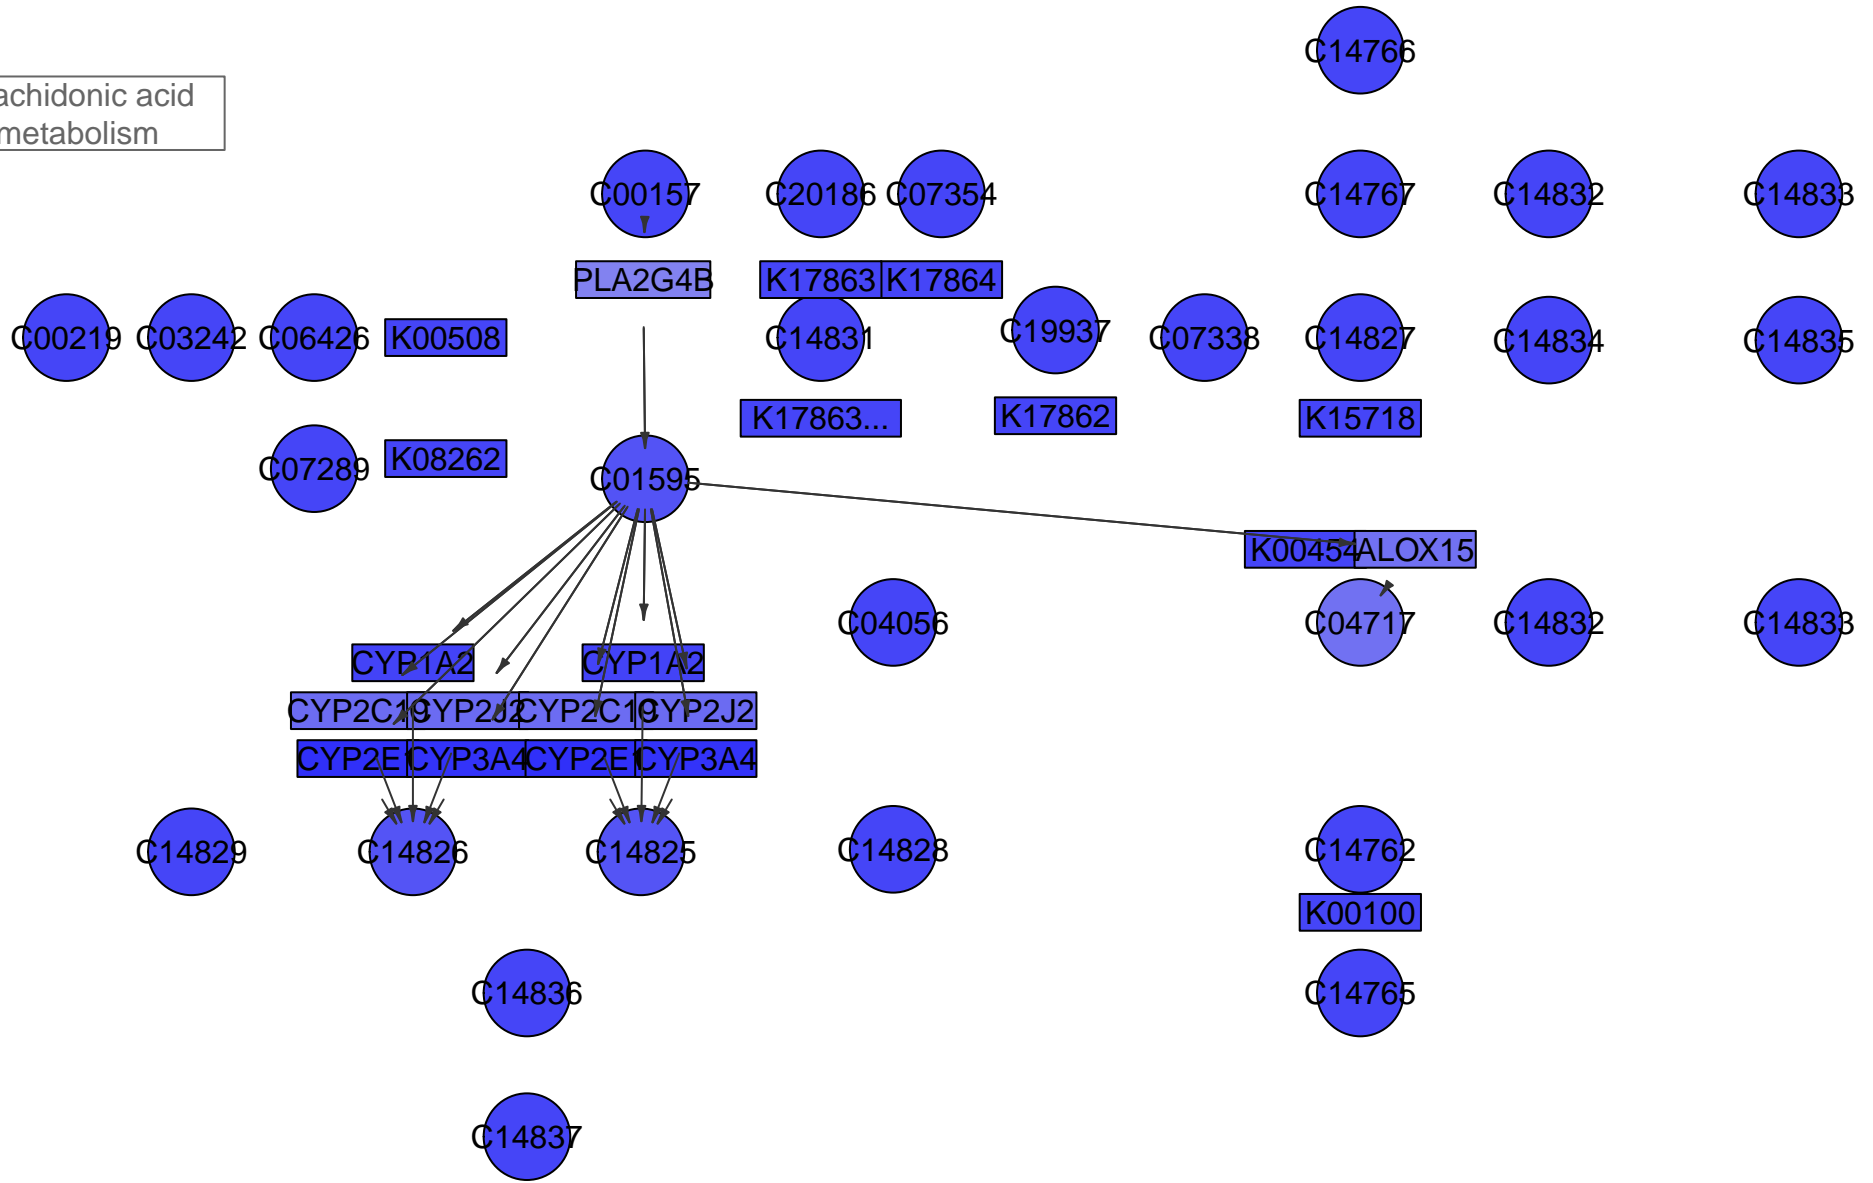 C14766
achidonic acid
metabolism
C00157
C20186
C07354
C14767
C14832
C14833
PLA2G4B
K17863
K17864
C00219
C03242
C06426
K00508
C14831
C19937
C07338
C14827
C14834
C14835
K17863...
K17862
K15718
C07289
K08262
C01595
K00454
ALOX15
C04056
C04717
C14832
C14833
CYP1A2
CYP1A2
CYP2C19
CYP2J2
CYP2C19
CYP2J2
CYP2E1
CYP3A4
CYP2E1
CYP3A4
C14829
C14826
C14825
C14828
C14762
K00100
C14836
C14765
C14837